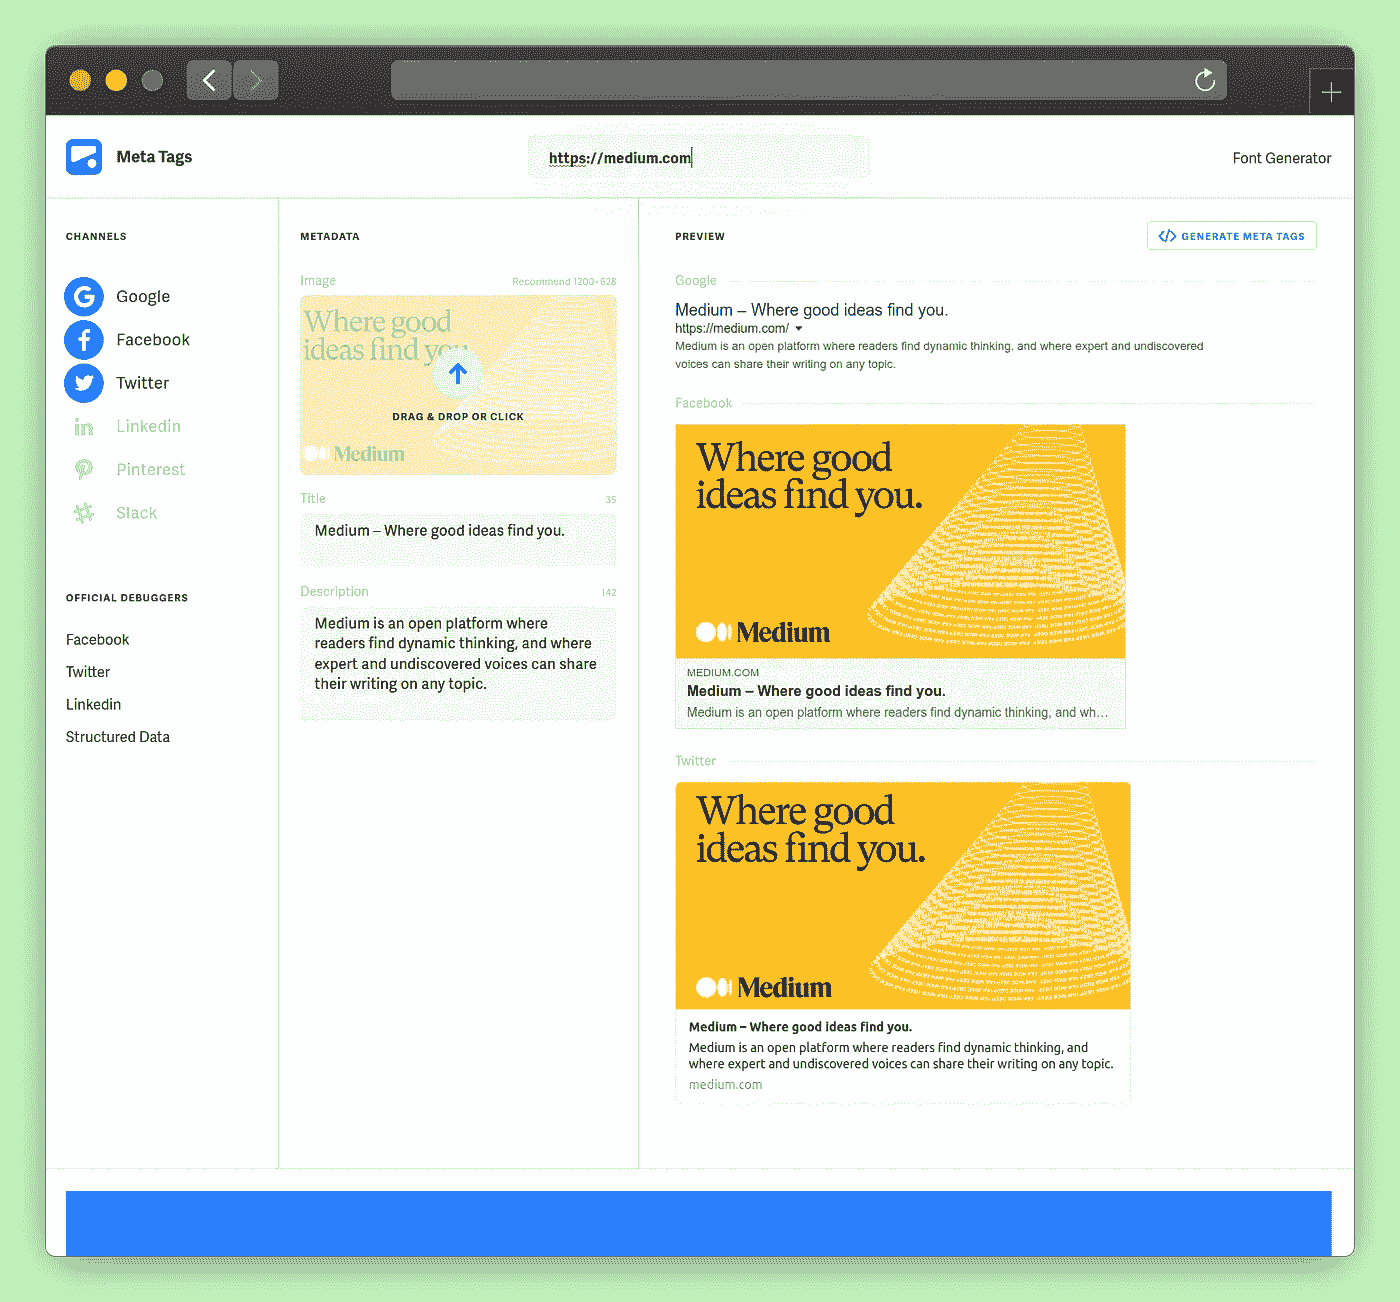 Meta Tags
https://medium.com
Font Generator
CHANNELS
Google
Facebook
Twitter
Linkedin
Pinterest
Slack
OFFICIAL DEBUGGERS
Facebook
Twitter
Linkedin
Structured Data
METADATA
Image
Recommend 1200×628
Where good
ideas find you
DRAG & DROP OR CLICK
Medium
Title
35
Medium – Where good ideas find you.
Description
142
Medium is an open platform where
readers find dynamic thinking, and where
expert and undiscovered voices can share
their writing on any topic.
PREVIEW
</> GENERATE META TAGS
Google
Medium – Where good ideas find you.
https://medium.com/
Medium is an open platform where readers find dynamic thinking, and where expert and undiscovered
voices can share their writing on any topic.
Facebook
Where good
ideas find you.
Medium
MEDIUM.COM
Medium – Where good ideas find you.
Medium is an open platform where readers find dynamic thinking, and wh…
Twitter
Where good
ideas find you.
Medium
Medium – Where good ideas find you.
Medium is an open platform where readers find dynamic thinking, and
where expert and undiscovered voices can share their writing on any topic.
medium.com